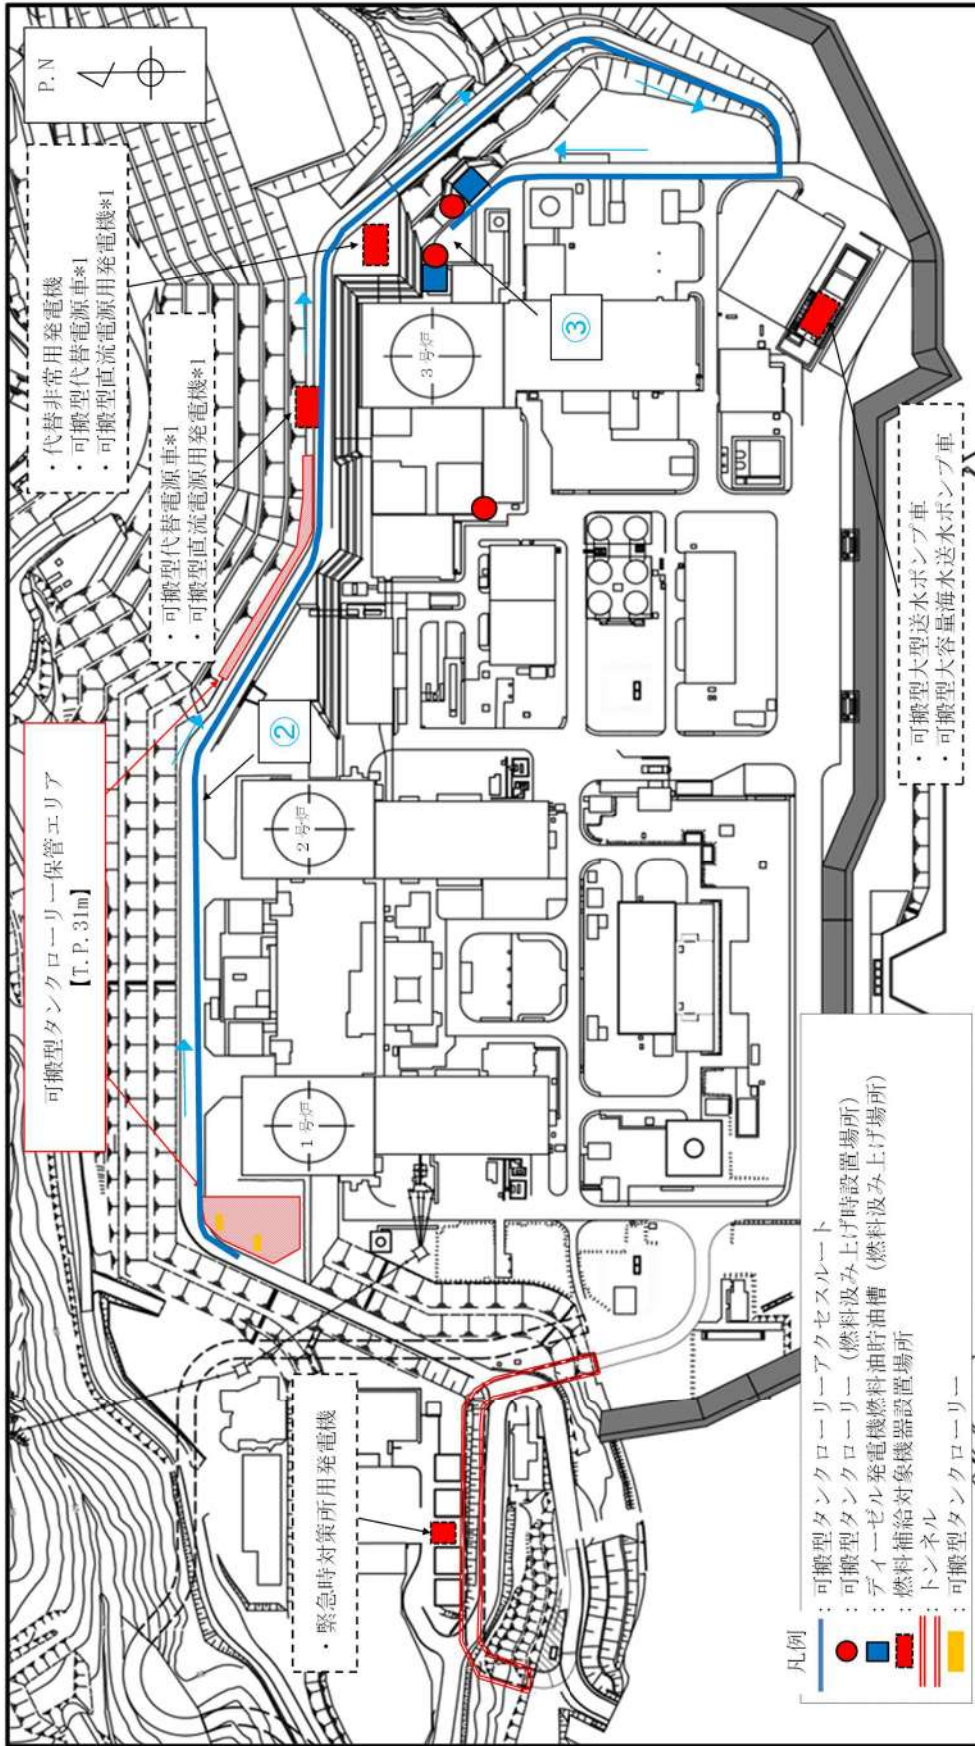 P.N
・代替非常用発電機
・可搬型代替電源車*1
・可搬型直流電源用発電機*1
・可搬型代替電源車*1
・可搬型直流電源用発電機*1
可搬型タンクローリー保管エリア
【T.P.31m】
・緊急時対策所用発電機
1号炉
2号炉
3号炉
②
③
・可搬型大型送水ポンプ車
・可搬型大容量海水送水ポンプ車
凡例
：可搬型タンクローリーアクセスルート
：可搬型タンクローリー（燃料汲み上げ時設置場所）
：ディーゼル発電機燃料油貯油槽（燃料汲み上げ場所）
：燃料補給対象機器設置場所
：トンネル
：可搬型タンクローリー